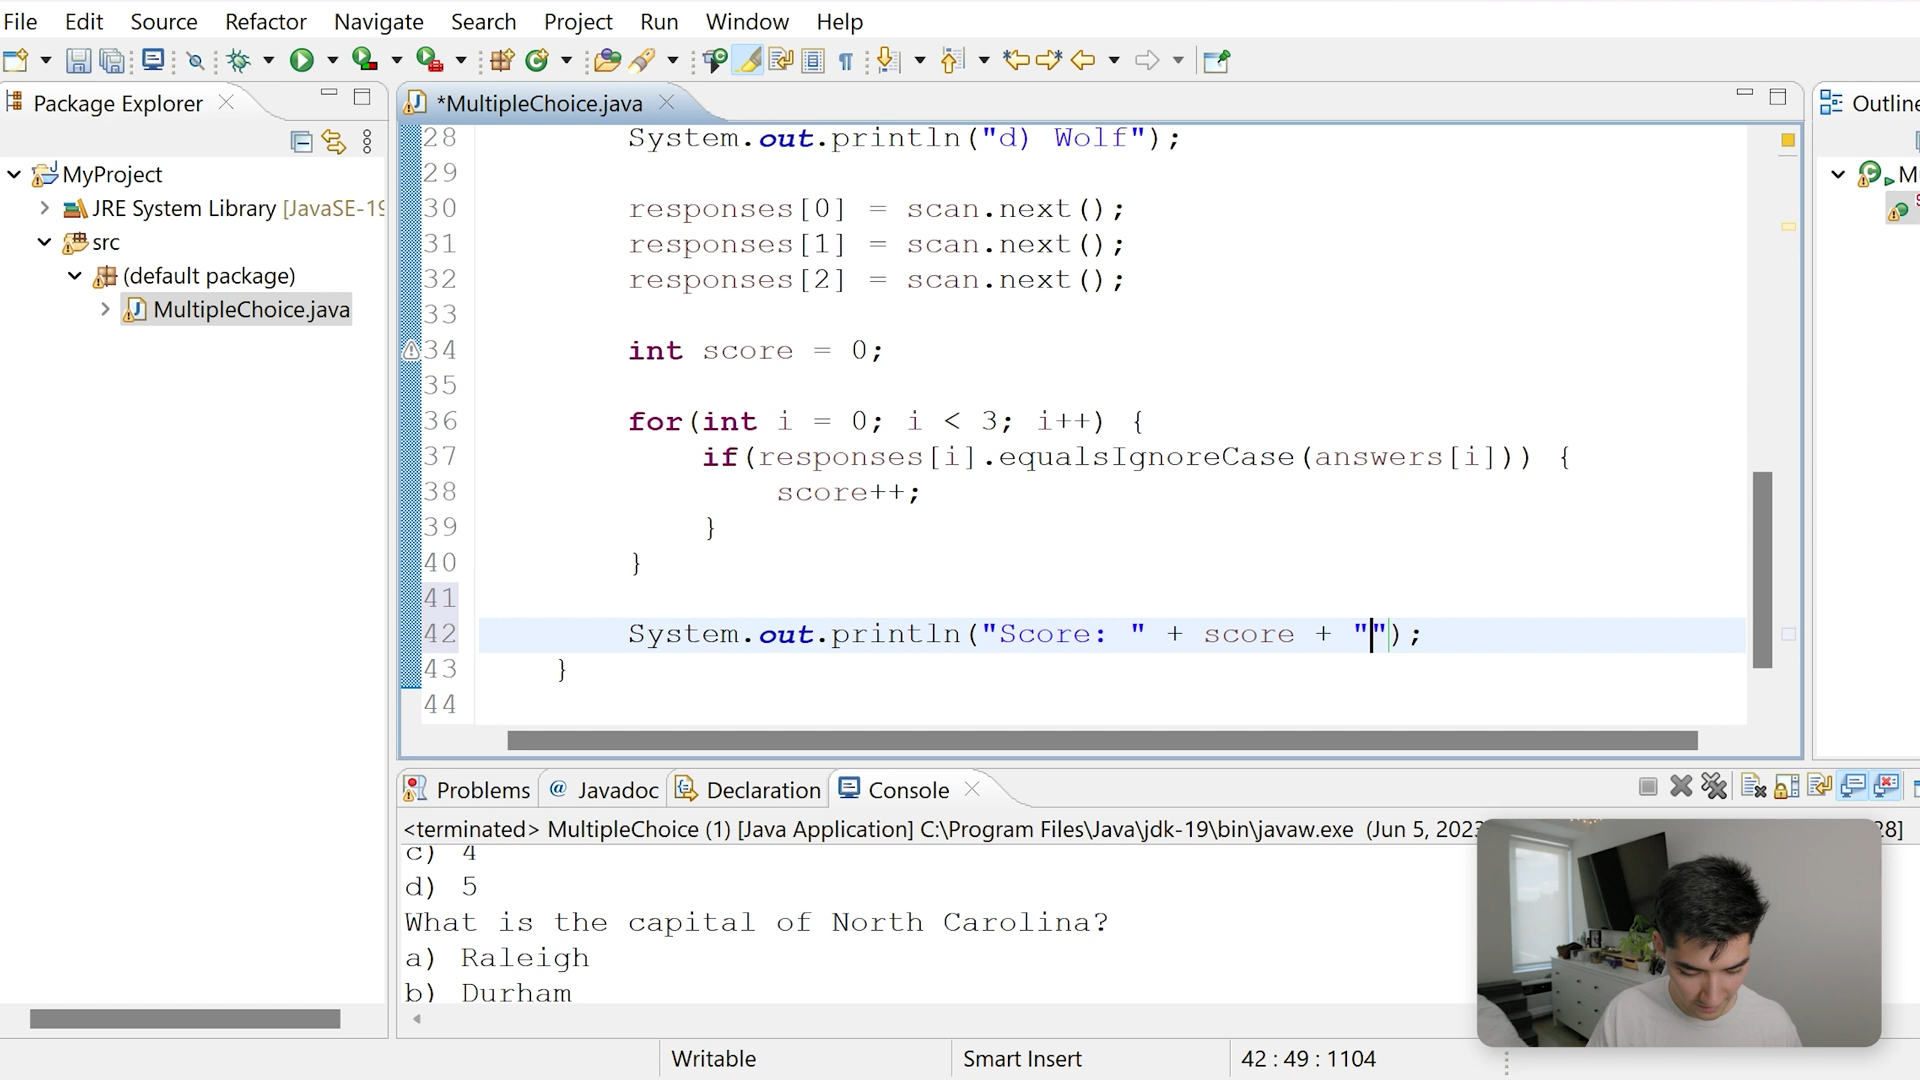 File Edit Source Refactor Navigate Search Project Run Window Help
Package Explorer
MyProject
JRE System Library [JavaSE-19
src
(default package)
MultipleChoice.java
*MultipleChoice.java
28 System.out.println("d) Wolf");
29
30 responses[0] = scan.next();
31 responses[1] = scan.next();
32 responses[2] = scan.next();
33
34 int score = 0;
35
36 for(int i = 0; i < 3; i++) {
37 if(responses[i].equalsIgnoreCase(answers[i])) {
38 score++;
39 }
40 }
41
42 System.out.println("Score: " + score + "");
43 }
44
Outline
M
Problems @ Javadoc Declaration Console
<terminated> MultipleChoice (1) [Java Application] C:\Program Files\Java\jdk-19\bin\javaw.exe (Jun 5, 2023 28]
c) 4
d) 5
What is the capital of North Carolina?
a) Raleigh
b) Durham
Writable Smart Insert 42 : 49 : 1104